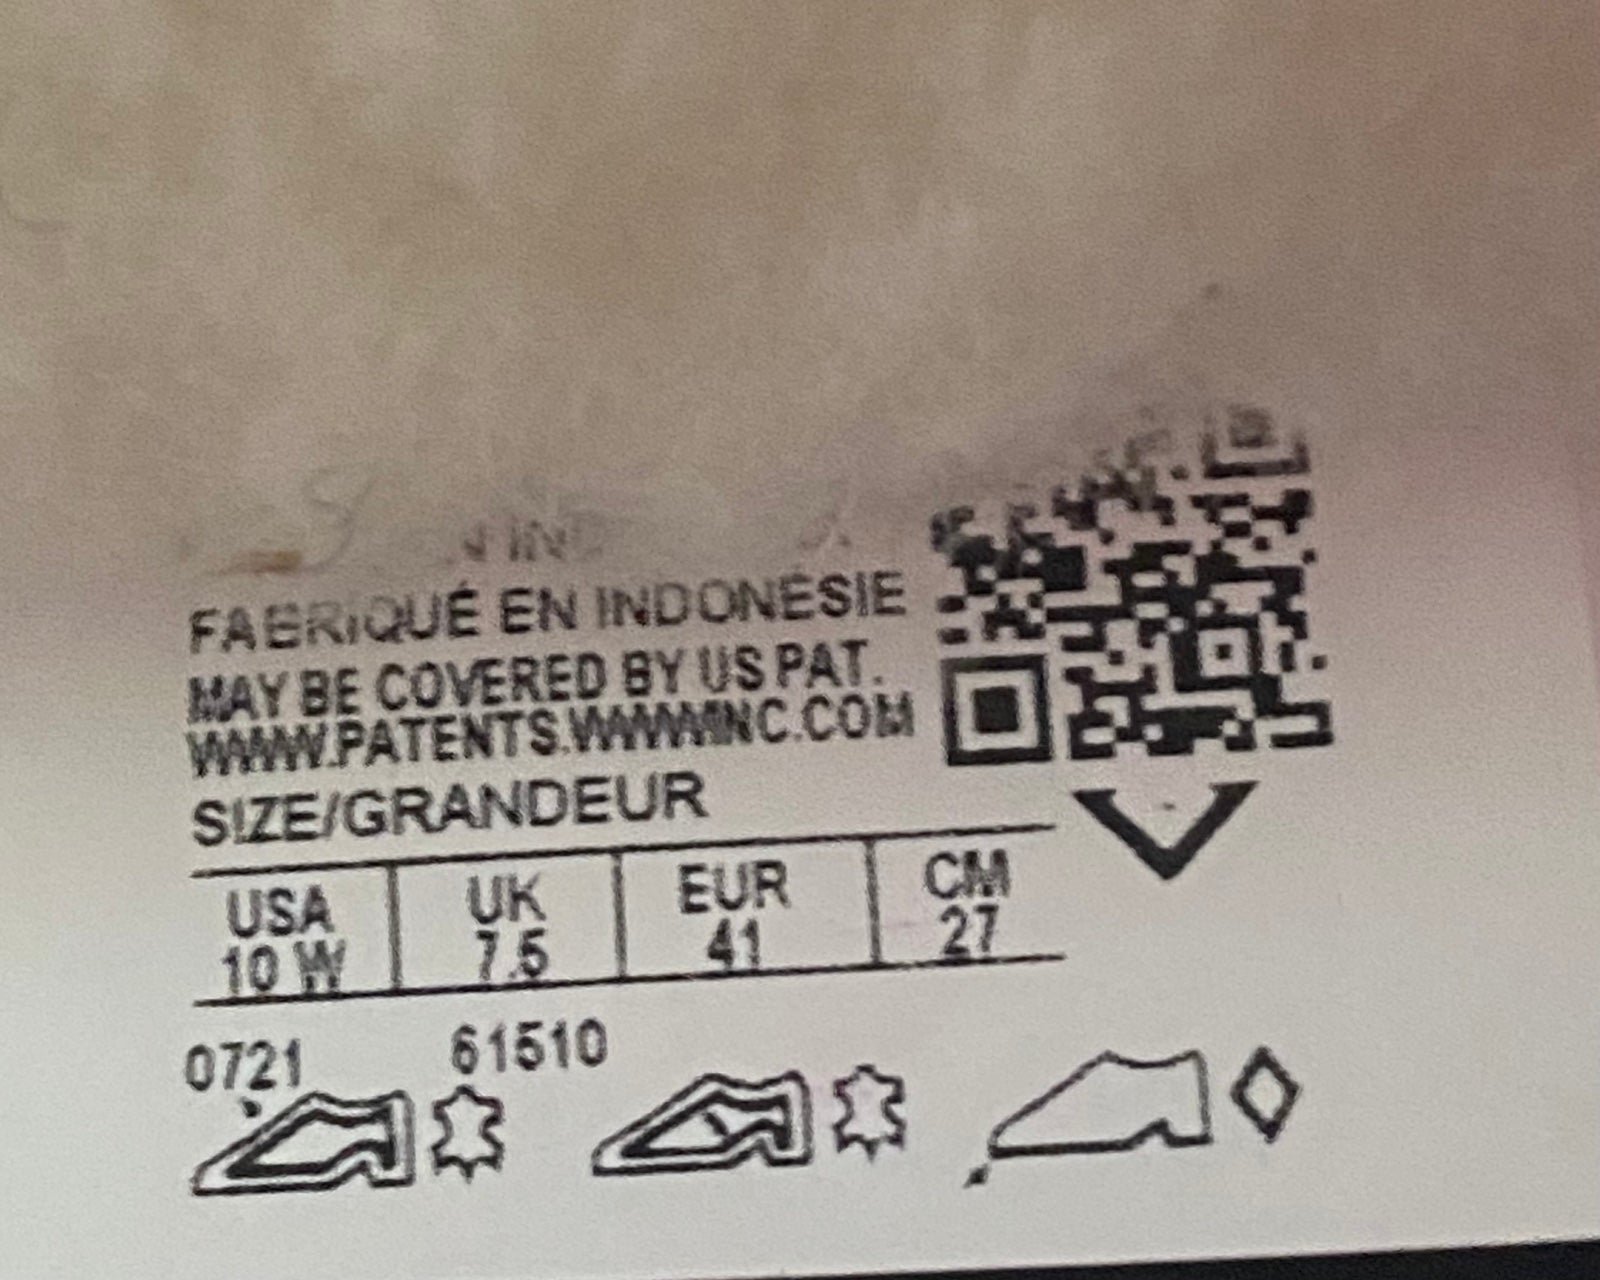 FABRIQUÉ EN INDONÉSIE
MAY BE COVERED BY US PAT.
WWW.PATENTS.WWWINC.COM
SIZE/GRANDEUR
USA UK EUR CM
10 W 7.5 41 27
0721 61510